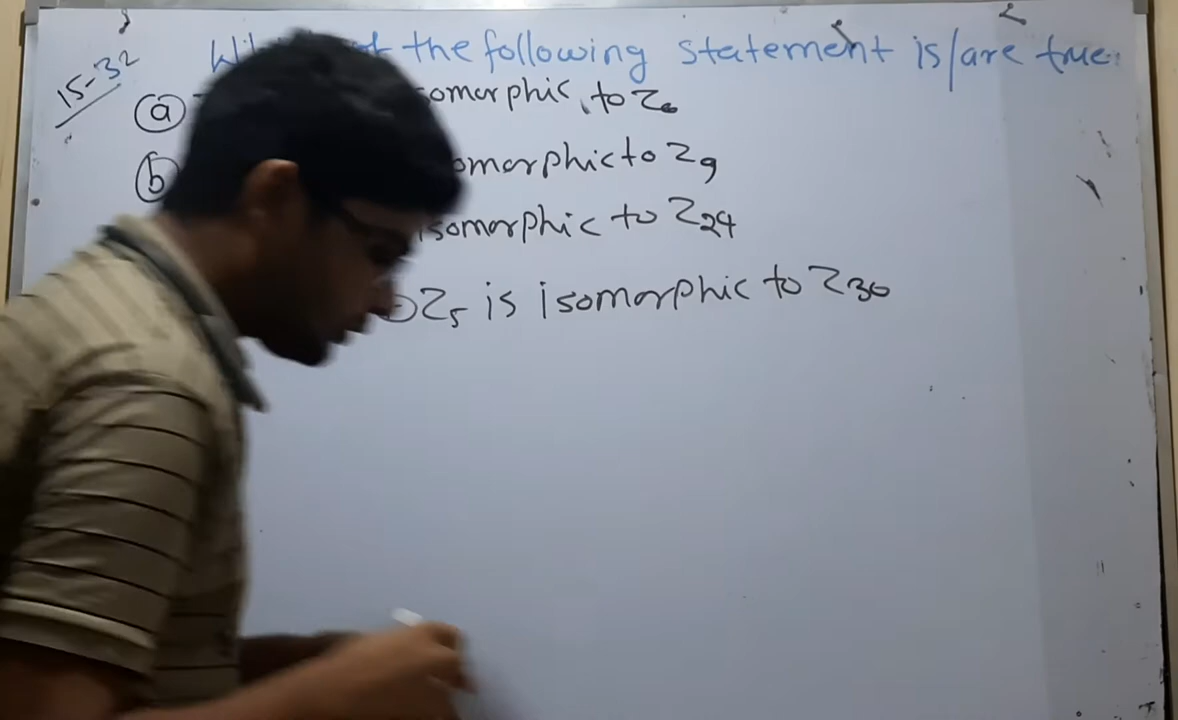 15-32
the following statement is/are true:
(a) omorphic to Z6
(b) omorphic to Z9
isomorphic to Z24
Z5 is isomorphic to Z30